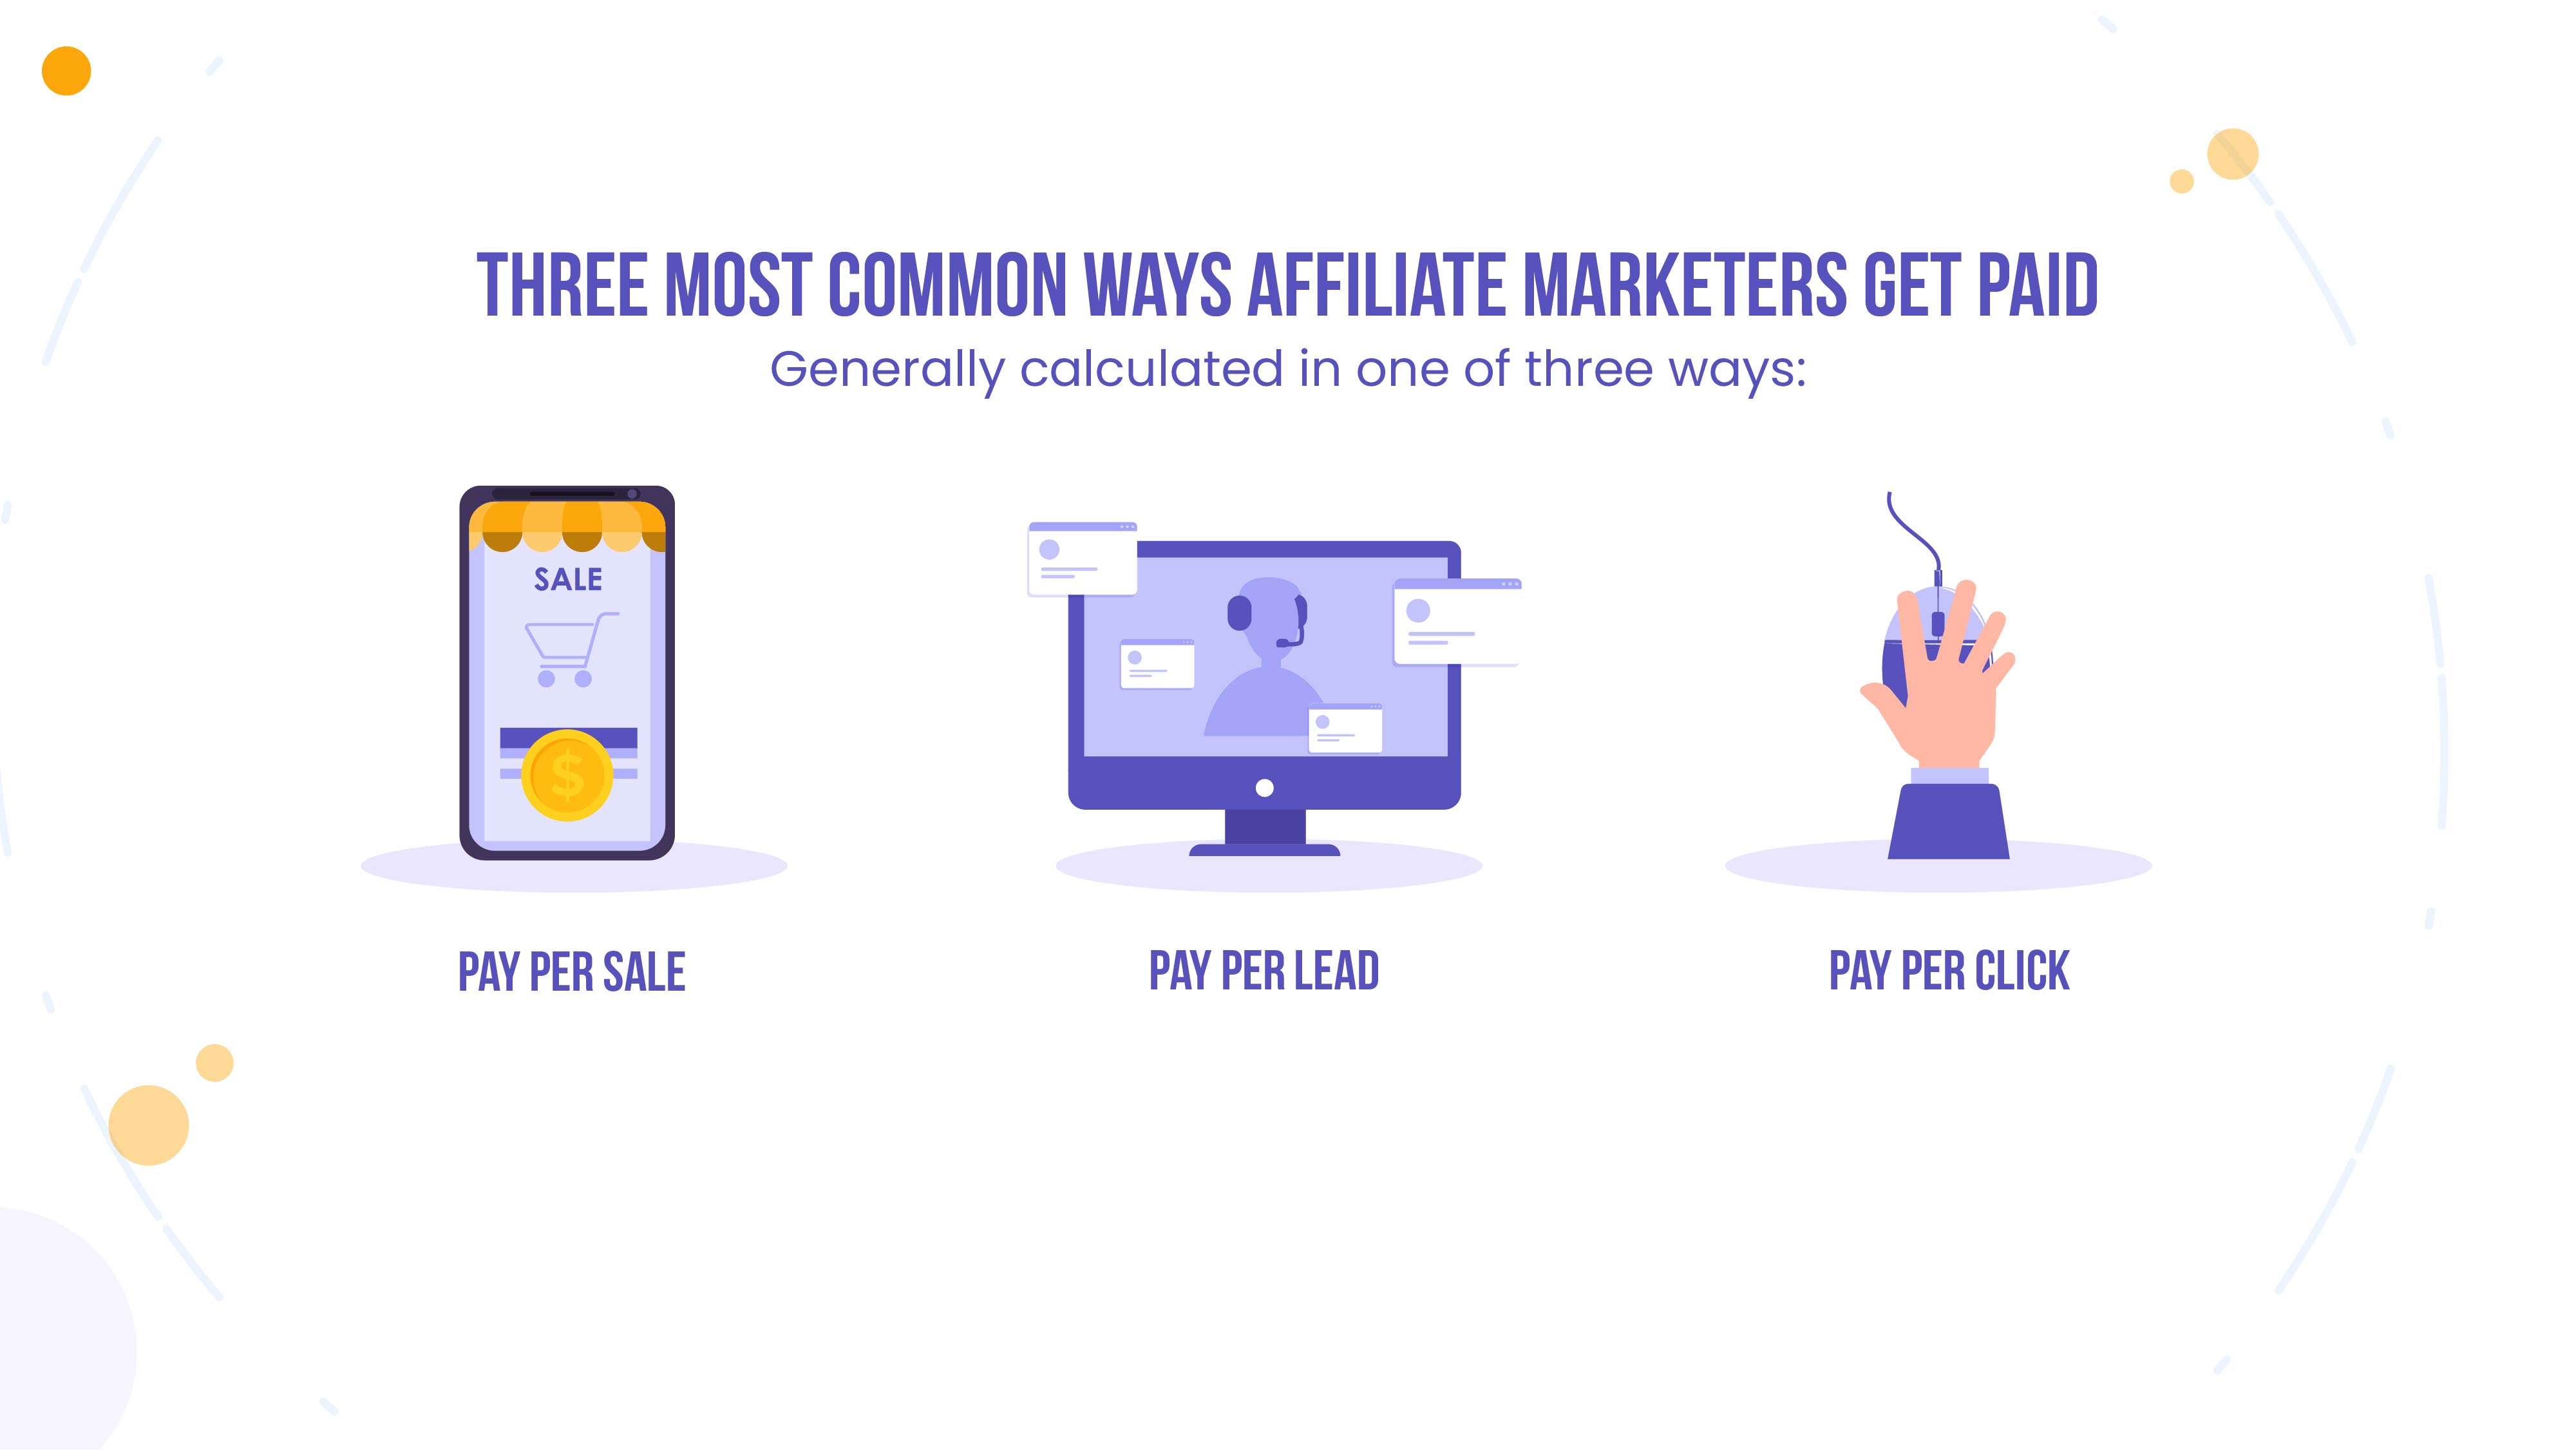 THREE MOST COMMON WAYS AFFILIATE MARKETERS GET PAID
Generally calculated in one of three ways:
SALE
$
PAY PER SALE
PAY PER LEAD
PAY PER CLICK